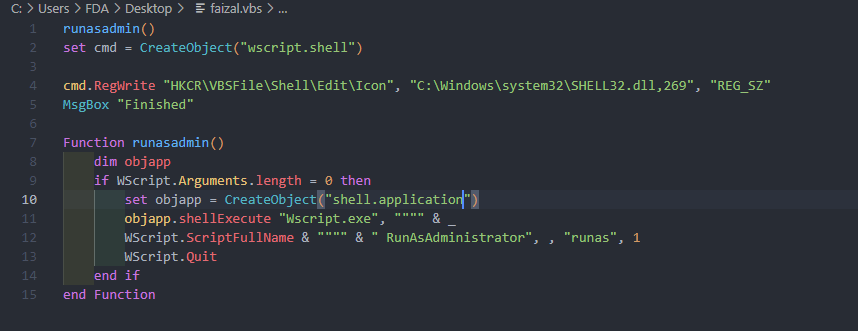 C: > Users > FDA > Desktop > faizal.vbs > ...
1 runasadmin()
2 set cmd = CreateObject("wscript.shell")
3
4 cmd.RegWrite "HKCR\VBSFile\Shell\Edit\Icon", "C:\Windows\system32\SHELL32.dll,269", "REG_SZ"
5 MsgBox "Finished"
6
7 Function runasadmin()
8     dim objapp
9     if WScript.Arguments.length = 0 then
10         set objapp = CreateObject("shell.application")
11         objapp.shellExecute "Wscript.exe", """" & _
12         WScript.ScriptFullName & """" & " RunAsAdministrator", , "runas", 1
13         WScript.Quit
14     end if
15 end Function